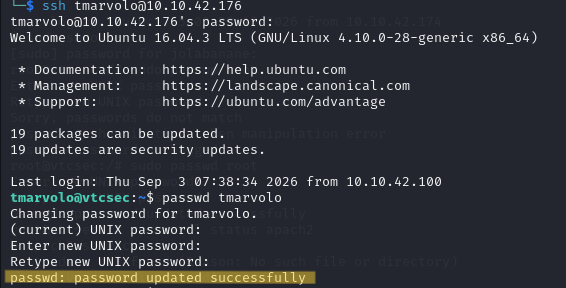 └─$ ssh tmarvolo@10.10.42.176
tmarvolo@10.10.42.176's password:
Welcome to Ubuntu 16.04.3 LTS (GNU/Linux 4.10.0-28-generic x86_64)
* Documentation: https://help.ubuntu.com
* Management: https://landscape.canonical.com
* Support: https://ubuntu.com/advantage
19 packages can be updated.
19 updates are security updates.
Last login: Thu Sep 3 07:38:34 2026 from 10.10.42.100
tmarvolo@vtcsec:~$ passwd tmarvolo
Changing password for tmarvolo.
(current) UNIX password:
Enter new UNIX password:
Retype new UNIX password:
passwd: password updated successfully